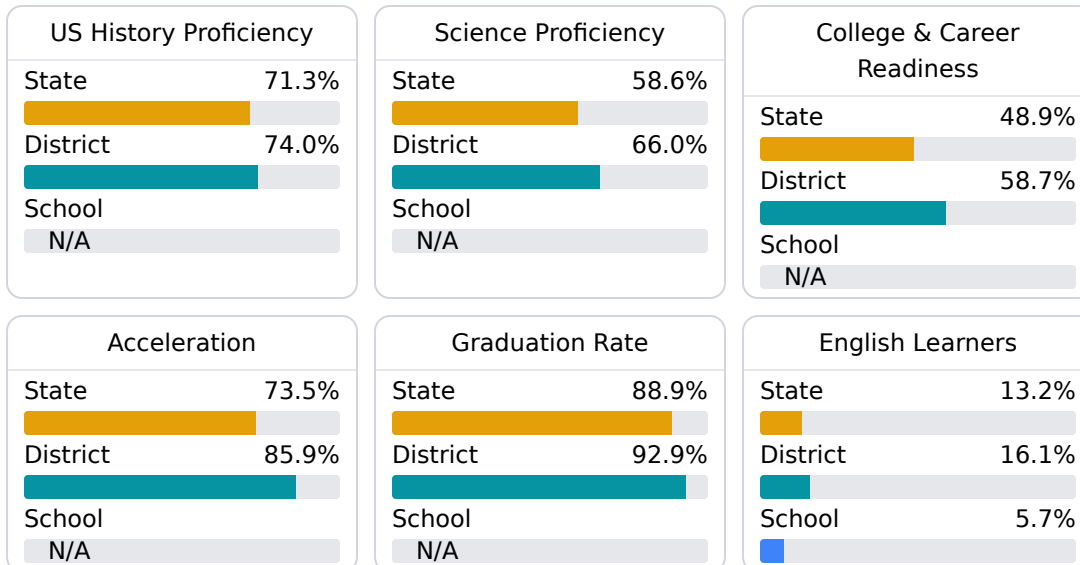 US History Proficiency
State 71.3%
District 74.0%
School
N/A
Science Proficiency
State 58.6%
District 66.0%
School
N/A
College & Career
Readiness
State 48.9%
District 58.7%
School
N/A
Acceleration
State 73.5%
District 85.9%
School
N/A
Graduation Rate
State 88.9%
District 92.9%
School
N/A
English Learners
State 13.2%
District 16.1%
School 5.7%